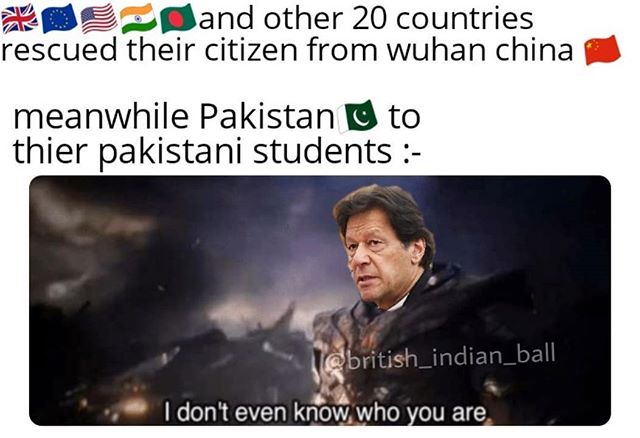 🇬🇧🇪🇺🇺🇸🇮🇳🇧🇩and other 20 countries
rescued their citizen from wuhan china 🇨🇳
meanwhile Pakistan🇵🇰 to
thier pakistani students :-
@british_indian_ball
I don't even know who you are.